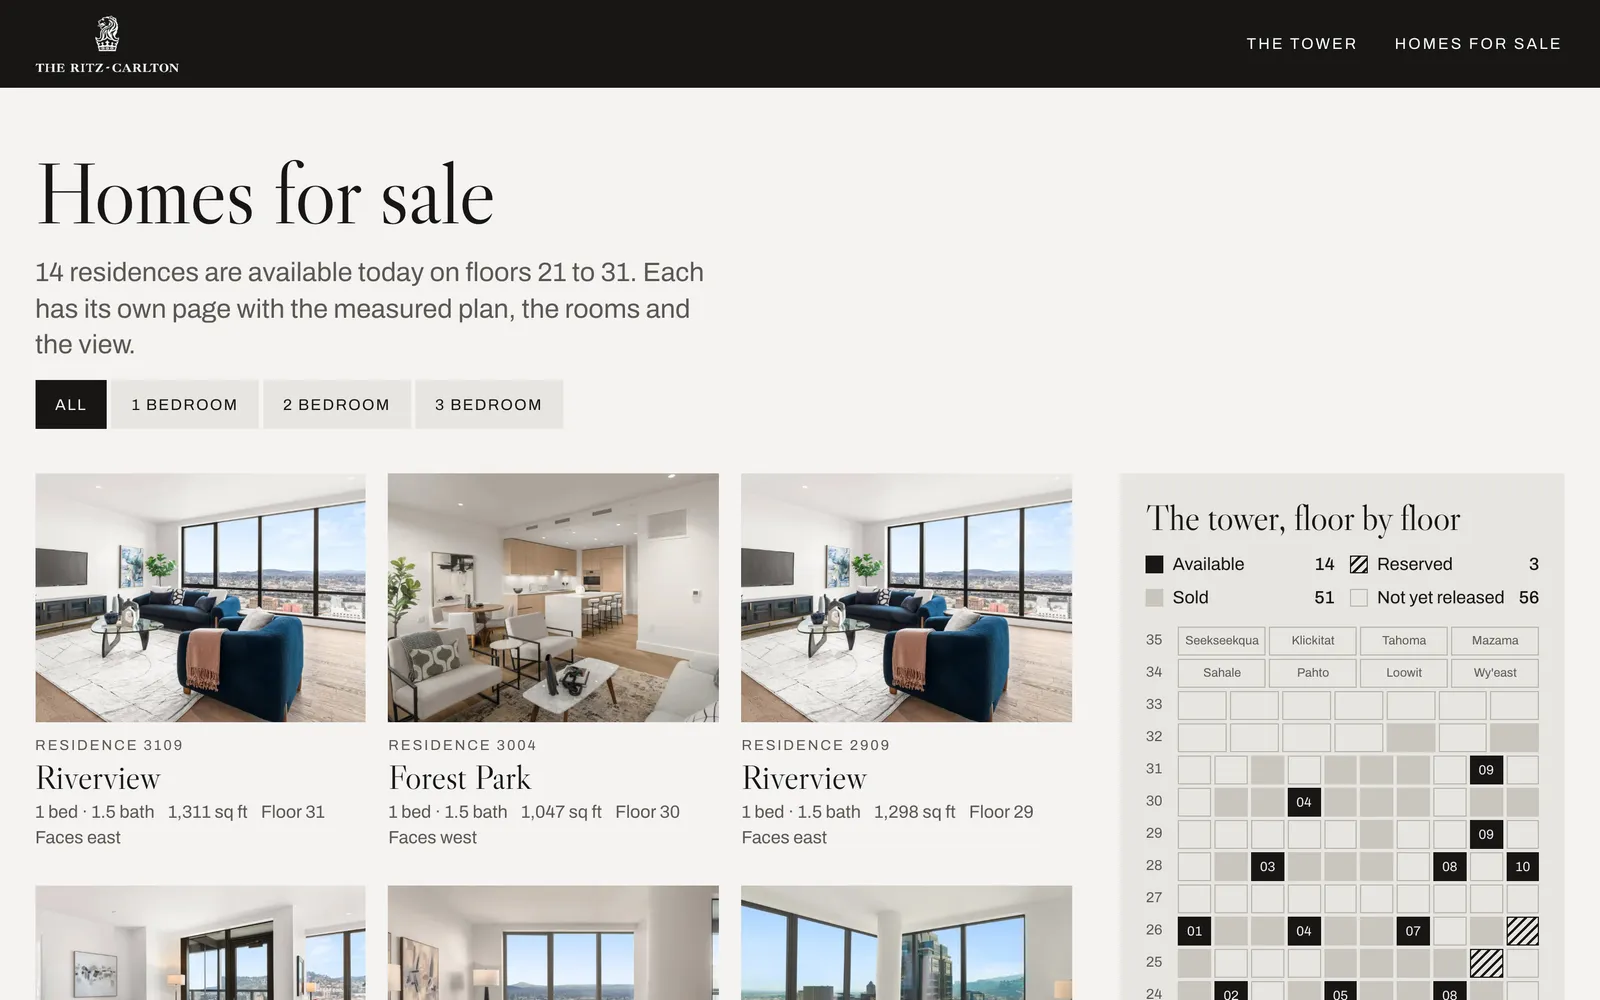 THE RITZ-CARLTON
THE TOWER
HOMES FOR SALE
Homes for sale
14 residences are available today on floors 21 to 31. Each
has its own page with the measured plan, the rooms and
the view.
ALL
1 BEDROOM
2 BEDROOM
3 BEDROOM
RESIDENCE 3109
Riverview
1 bed · 1.5 bath 1,311 sq ft Floor 31
Faces east
RESIDENCE 3004
Forest Park
1 bed · 1.5 bath 1,047 sq ft Floor 30
Faces west
RESIDENCE 2909
Riverview
1 bed · 1.5 bath 1,298 sq ft Floor 29
Faces east
The tower, floor by floor
Available 14 Reserved 3
Sold 51 Not yet released 56
35 Seekseekqua Klickitat Tahoma Mazama
34 Sahale Pahto Loowit Wy'east
33
32
31 09
30 04
29 09
28 03 08 10
27
26 01 04 07
25
24 02 05 08